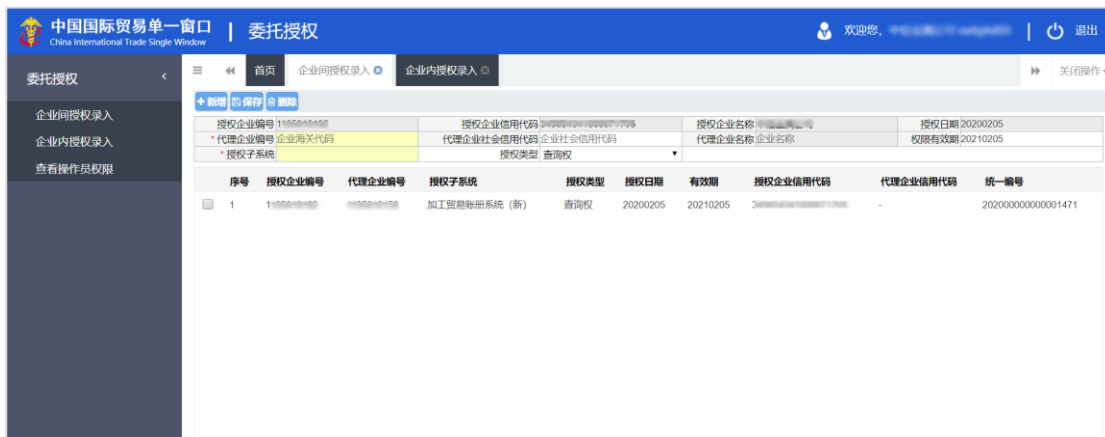 中国国际贸易单一窗口 | 委托授权 欢迎您, | 退出
China International Trade Single Window
委托授权
企业间授权录入
企业内授权录入
查看操作员权限
首页 企业间授权录入 企业内授权录入 关闭操作
新增 保存 删除
授权企业编号 授权企业信用代码 授权企业名称 授权日期 20200205
*代理企业编号 企业海关代码 代理企业社会信用代码 企业社会信用代码 代理企业名称 企业名称 权限有效期 20210205
*授权子系统 授权类型 查询权
序号 授权企业编号 代理企业编号 授权子系统 授权类型 授权日期 有效期 授权企业信用代码 代理企业信用代码 统一编号
1 加工贸易账册系统（新） 查询权 20200205 20210205 - 202000000000001471